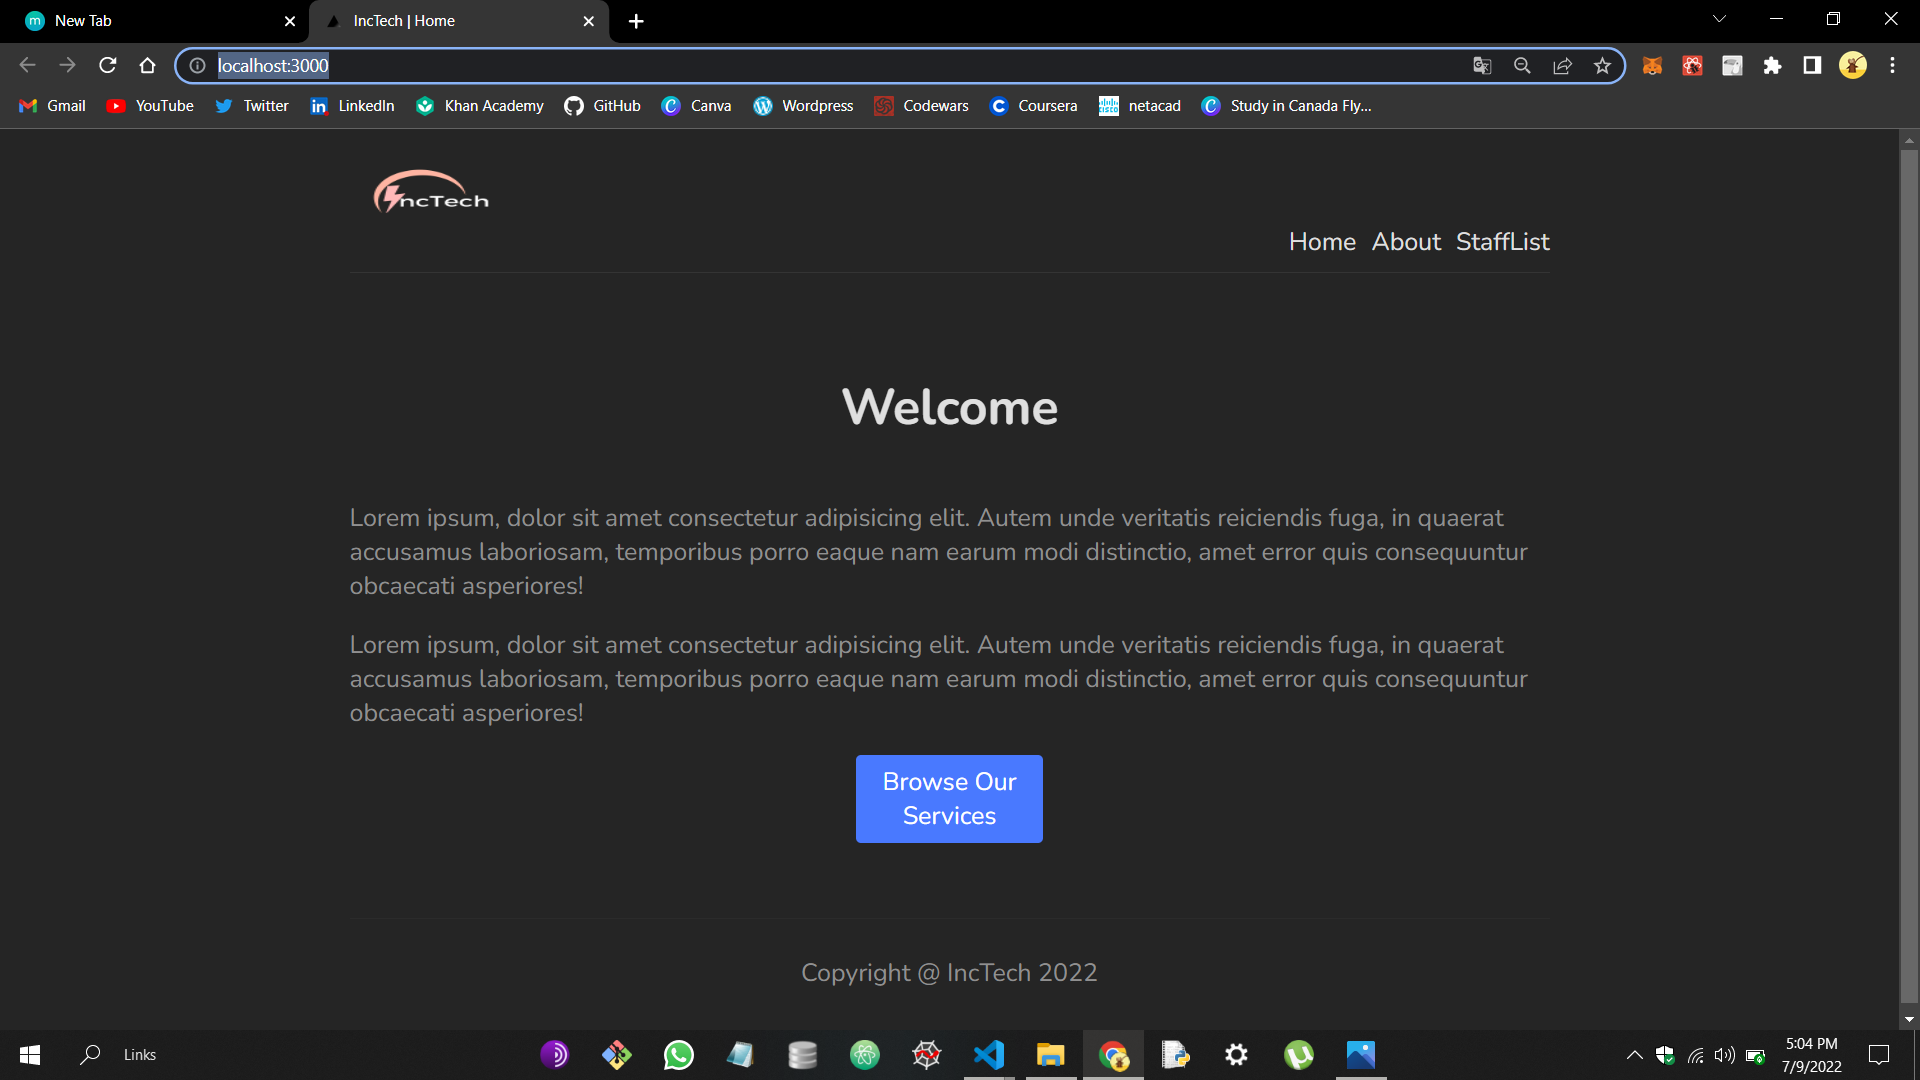 New Tab
IncTech | Home
localhost:3000
Gmail YouTube Twitter LinkedIn Khan Academy GitHub Canva Wordpress Codewars Coursera netacad Study in Canada Fly...
ncTech
Home About StaffList
Welcome
Lorem ipsum, dolor sit amet consectetur adipisicing elit. Autem unde veritatis reiciendis fuga, in quaerat
accusamus laboriosam, temporibus porro eaque nam earum modi distinctio, amet error quis consequuntur
obcaecati asperiores!
Lorem ipsum, dolor sit amet consectetur adipisicing elit. Autem unde veritatis reiciendis fuga, in quaerat
accusamus laboriosam, temporibus porro eaque nam earum modi distinctio, amet error quis consequuntur
obcaecati asperiores!
Browse Our
Services
Copyright @ IncTech 2022
Links
5:04 PM
7/9/2022